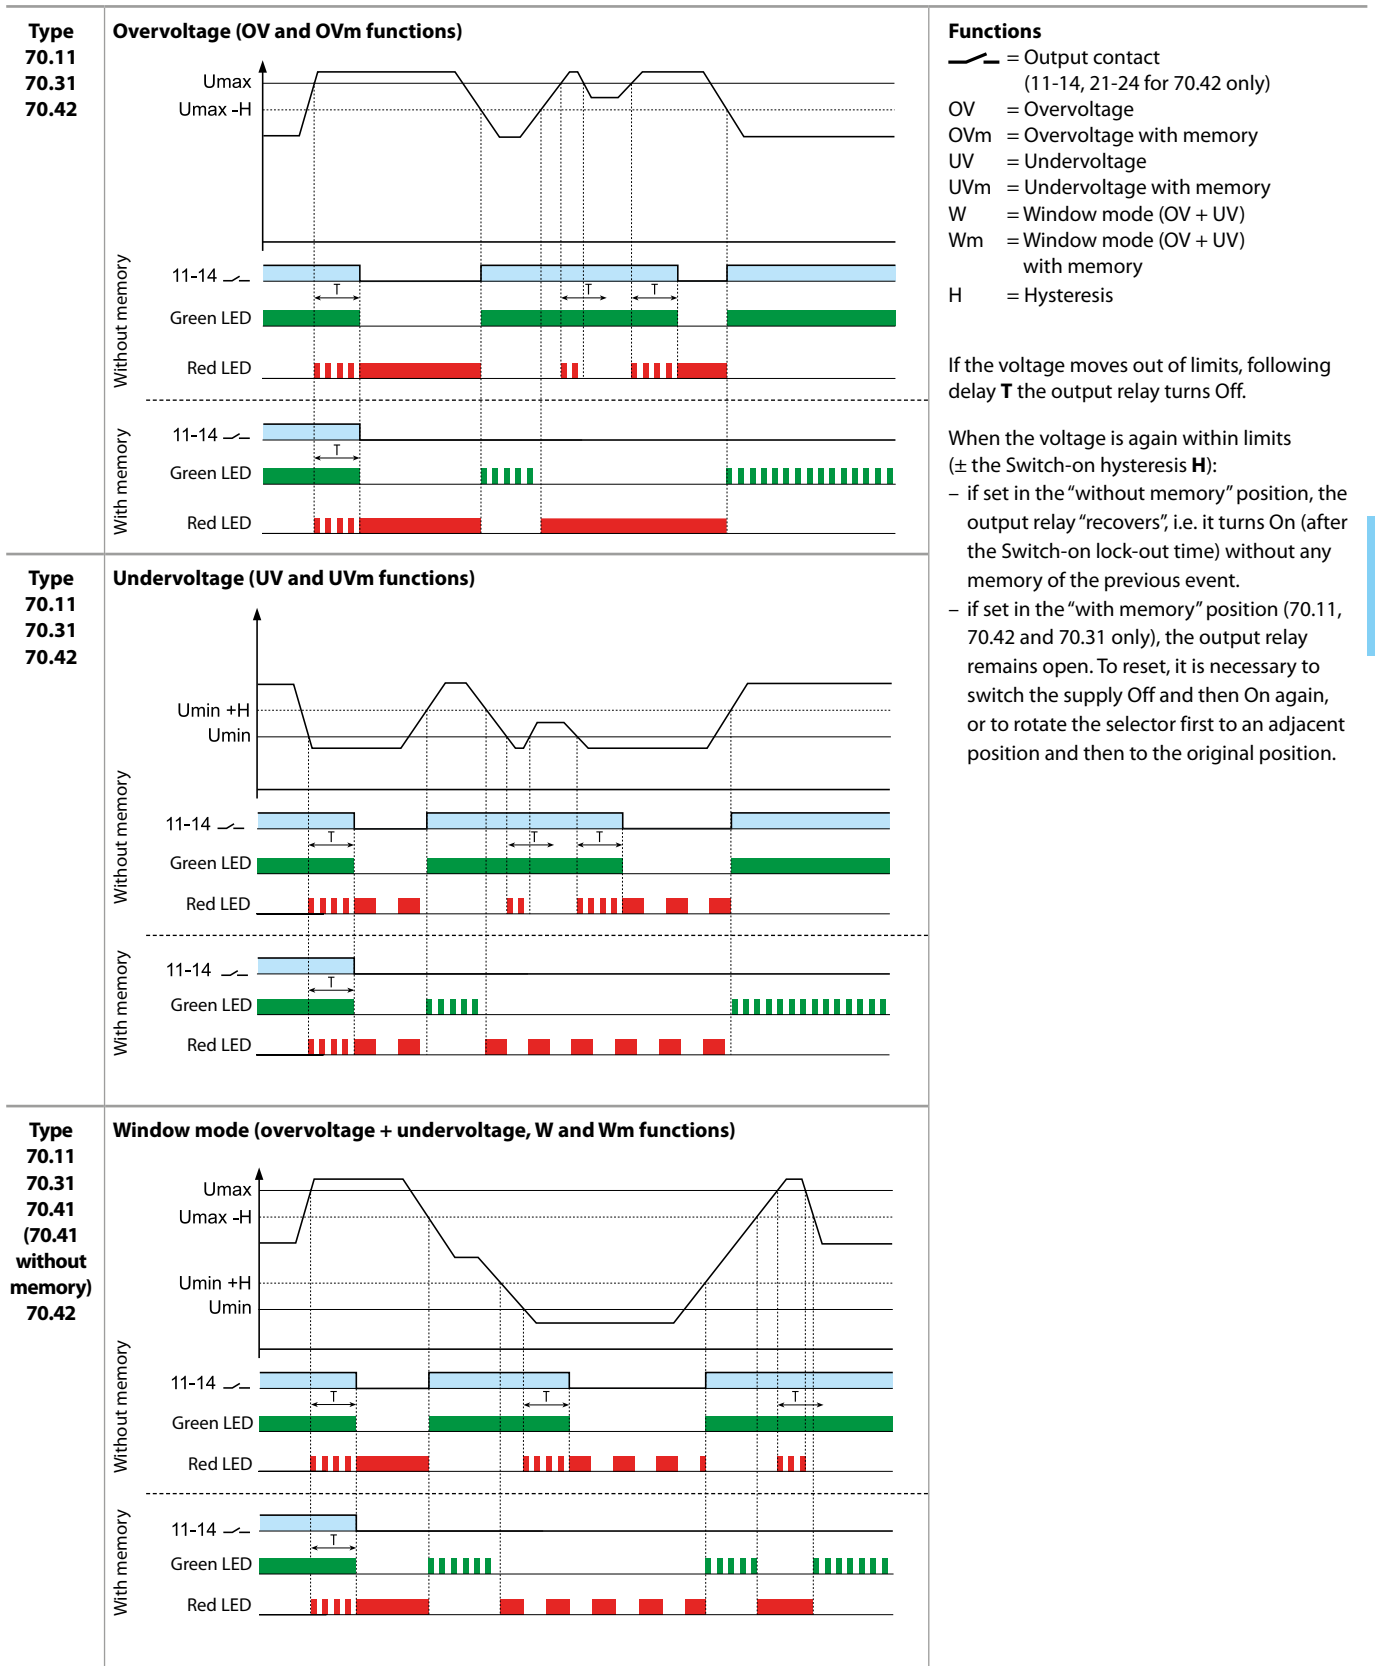 Type
70.11
70.31
70.42
Overvoltage (OV and OVm functions)
Umax
Umax -H
Without memory
11-14
T
T
T
Green LED
Red LED
With memory
11-14
T
Green LED
Red LED
Type
70.11
70.31
70.42
Undervoltage (UV and UVm functions)
Umin +H
Umin
Without memory
11-14
T
T
T
Green LED
Red LED
With memory
11-14
T
Green LED
Red LED
Type
70.11
70.31
70.41
(70.41
without
memory)
70.42
Window mode (overvoltage + undervoltage, W and Wm functions)
Umax
Umax -H
Umin +H
Umin
Without memory
11-14
T
T
T
Green LED
Red LED
With memory
11-14
T
Green LED
Red LED
Functions
= Output contact
(11-14, 21-24 for 70.42 only)
OV = Overvoltage
OVm = Overvoltage with memory
UV = Undervoltage
UVm = Undervoltage with memory
W = Window mode (OV + UV)
Wm = Window mode (OV + UV)
with memory
H = Hysteresis
If the voltage moves out of limits, following
delay T the output relay turns Off.
When the voltage is again within limits
(± the Switch-on hysteresis H):
– if set in the “without memory” position, the
output relay “recovers”, i.e. it turns On (after
the Switch-on lock-out time) without any
memory of the previous event.
– if set in the “with memory” position (70.11,
70.42 and 70.31 only), the output relay
remains open. To reset, it is necessary to
switch the supply Off and then On again,
or to rotate the selector first to an adjacent
position and then to the original position.